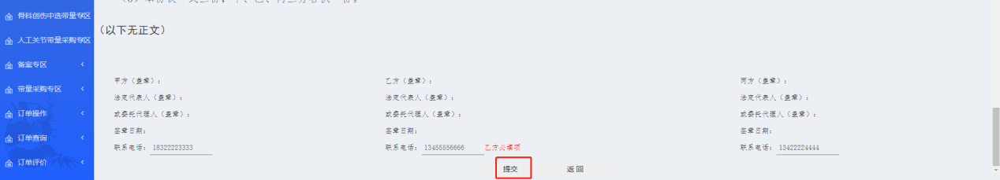 骨科创伤中选带量专区
人工关节带量采购专区
备案专区
带量采购专区
订单操作
订单查询
订单评价
（以下无正文）
甲方（盖章）： 乙方（盖章）： 丙方（盖章）：
法定代表人（盖章）： 法定代表人（盖章）： 法定代表人（盖章）：
或委托代理人（盖章）： 或委托代理人（盖章）： 或委托代理人（盖章）：
签章日期： 签章日期： 签章日期：
联系电话： 18322223333 联系电话： 13455556666 乙方必填项 联系电话： 13422224444
提交 返回